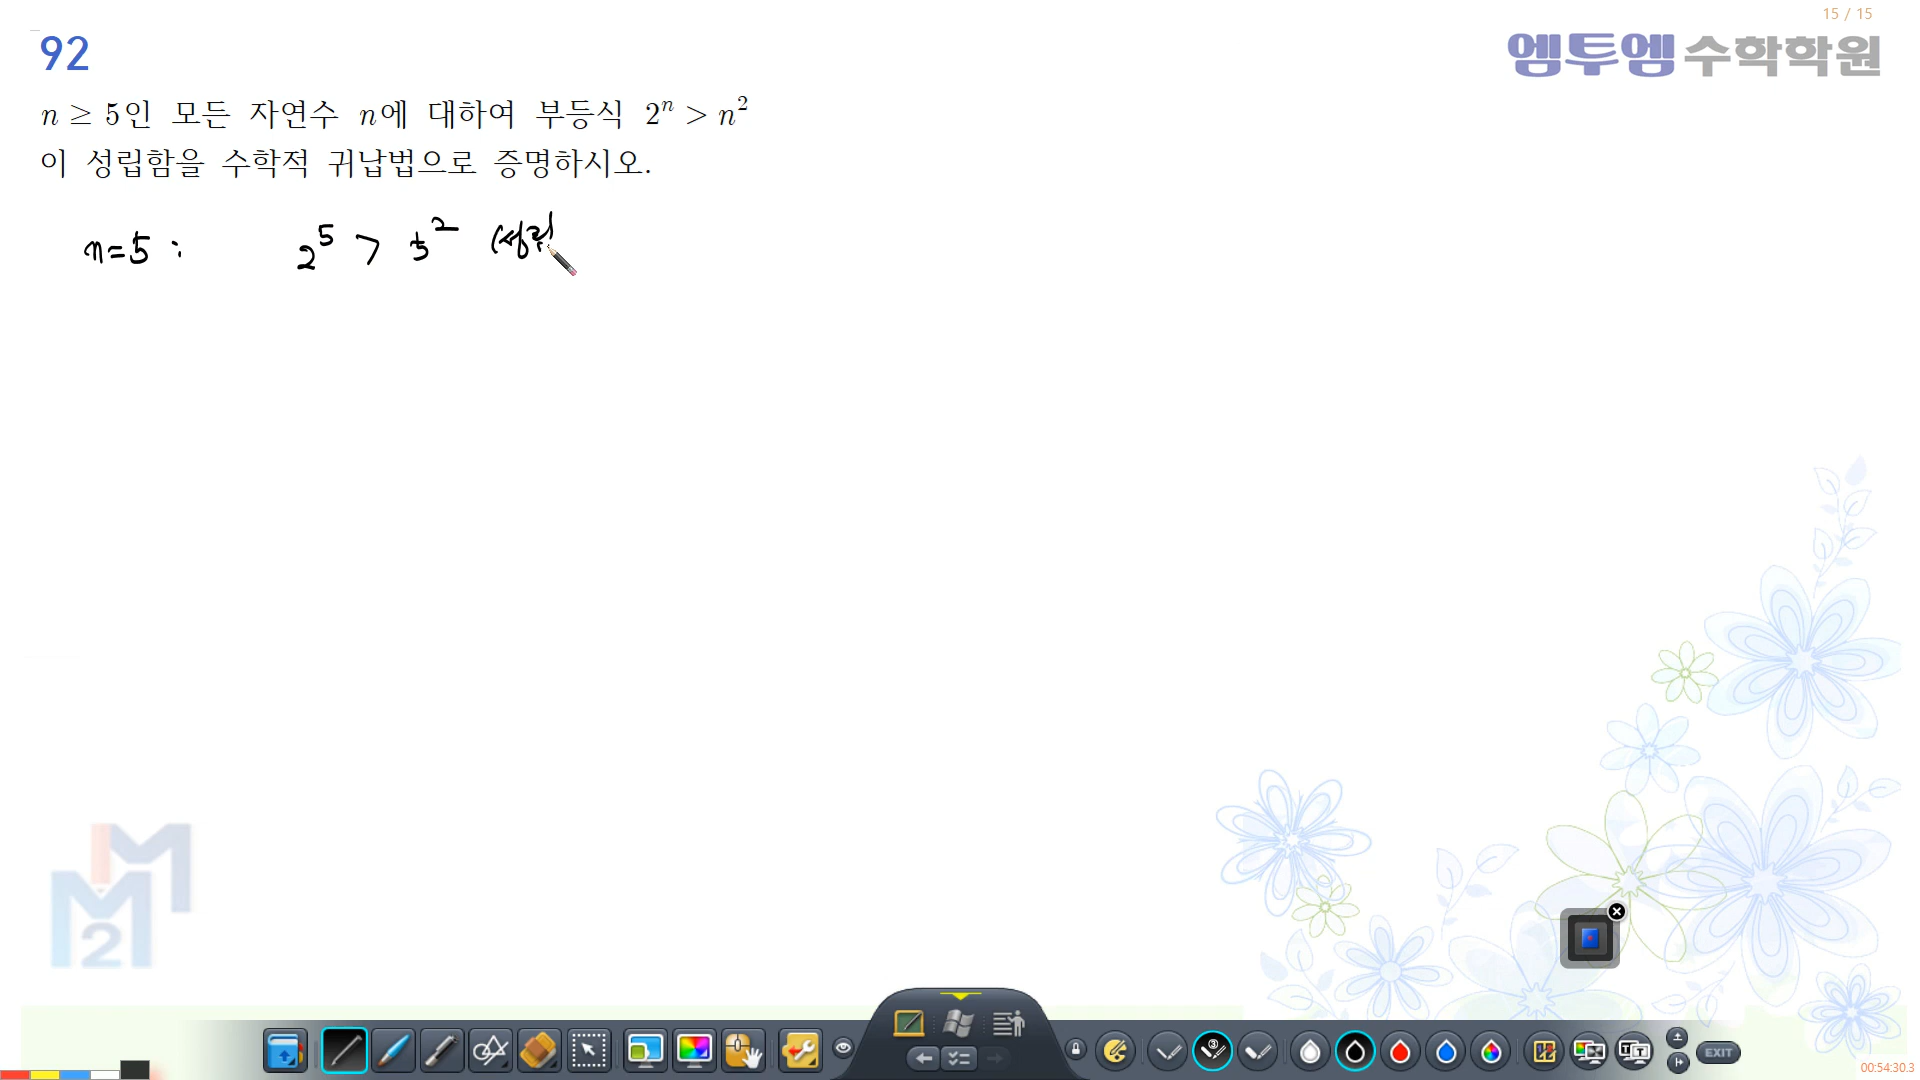 15 / 15
92
엠투엠 수학학원
n ≥ 5인 모든 자연수 n에 대하여 부등식 2ⁿ > n²
이 성립함을 수학적 귀납법으로 증명하시오.
n=5 : 2⁵ > 5² (성립)
M
M
2
EXIT
00:54:30.3